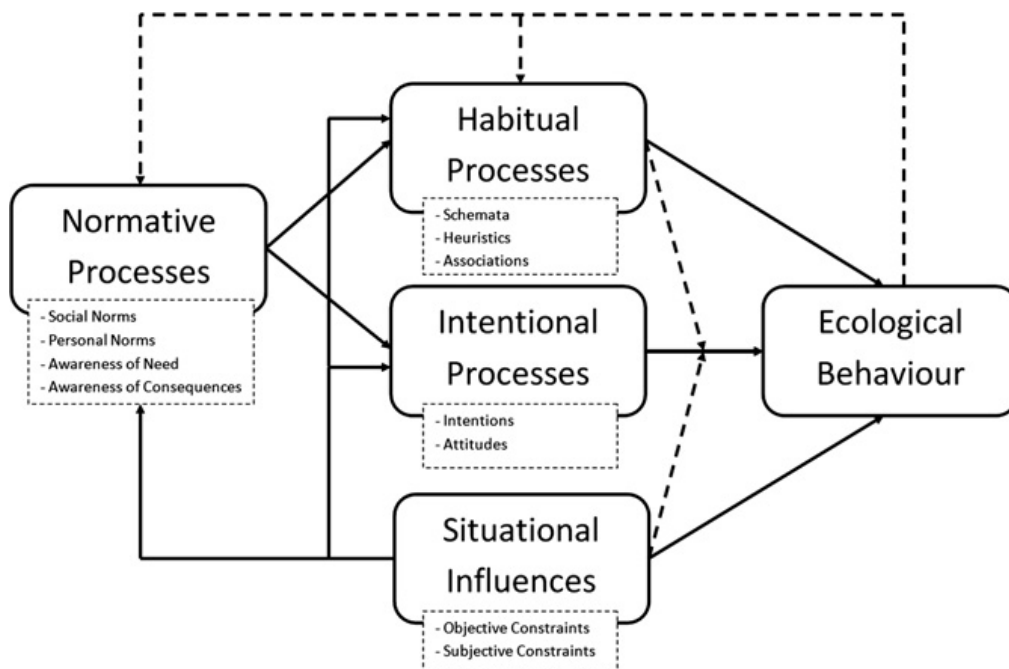 Habitual
Processes
- Schemata
- Heuristics
- Associations
Normative
Processes
- Social Norms
- Personal Norms
- Awareness of Need
- Awareness of Consequences
Intentional
Processes
- Intentions
- Attitudes
Ecological
Behaviour
Situational
Influences
- Objective Constraints
- Subjective Constraints